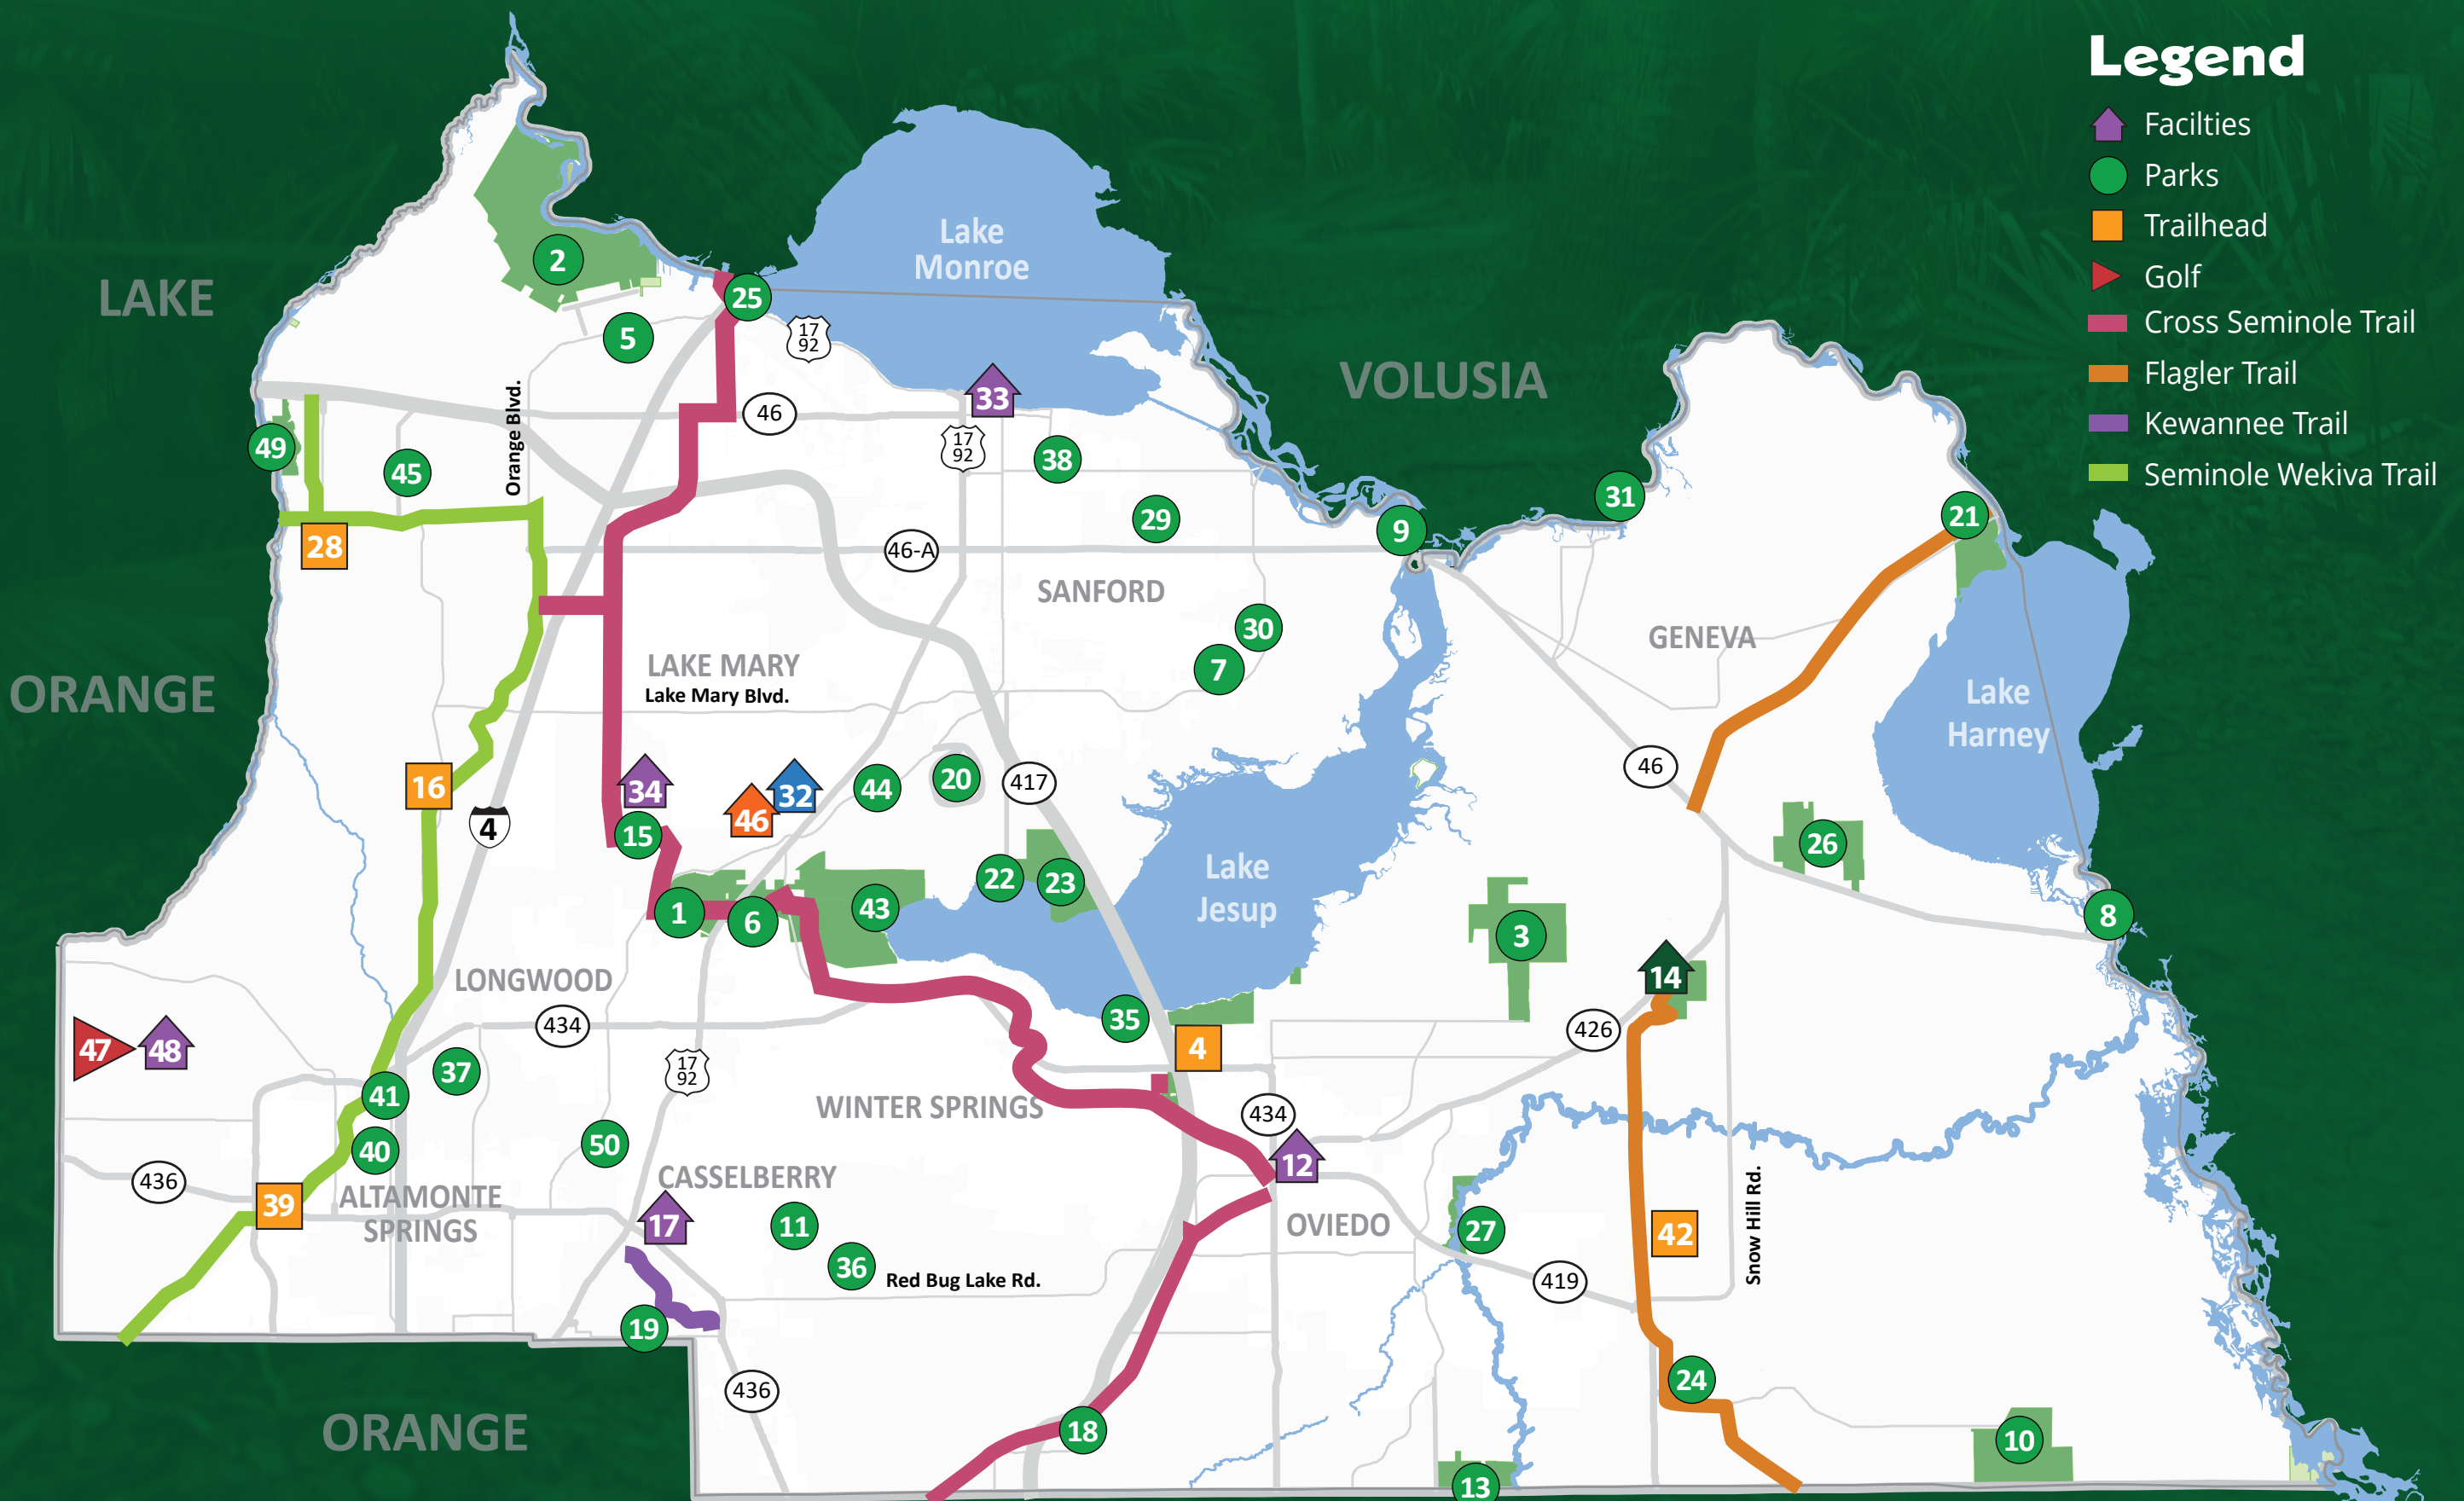 Legend
Facilties
Parks
Trailhead
Golf
Cross Seminole Trail
Flagler Trail
Kewannee Trail
Seminole Wekiva Trail
LAKE
2
Lake
Monroe
25
5
17
92
VOLUSIA
Orange Blvd.
33
46
49
45
17
92
38
31
21
28
29
9
46-A
SANFORD
30
GENEVA
ORANGE
LAKE MARY
Lake Mary Blvd.
7
Lake
Harney
16
34
46
32
44
20
417
46
4
15
26
1
6
43
22
23
Lake
Jesup
3
8
LONGWOOD
434
14
35
426
47
48
37
17
92
4
41
WINTER SPRINGS
434
50
40
12
436
CASSELBERRY
39
ALTAMONTE
SPRINGS
17
11
OVIEDO
27
42
Snow Hill Rd.
36
Red Bug Lake Rd.
419
19
24
436
ORANGE
18
10
13